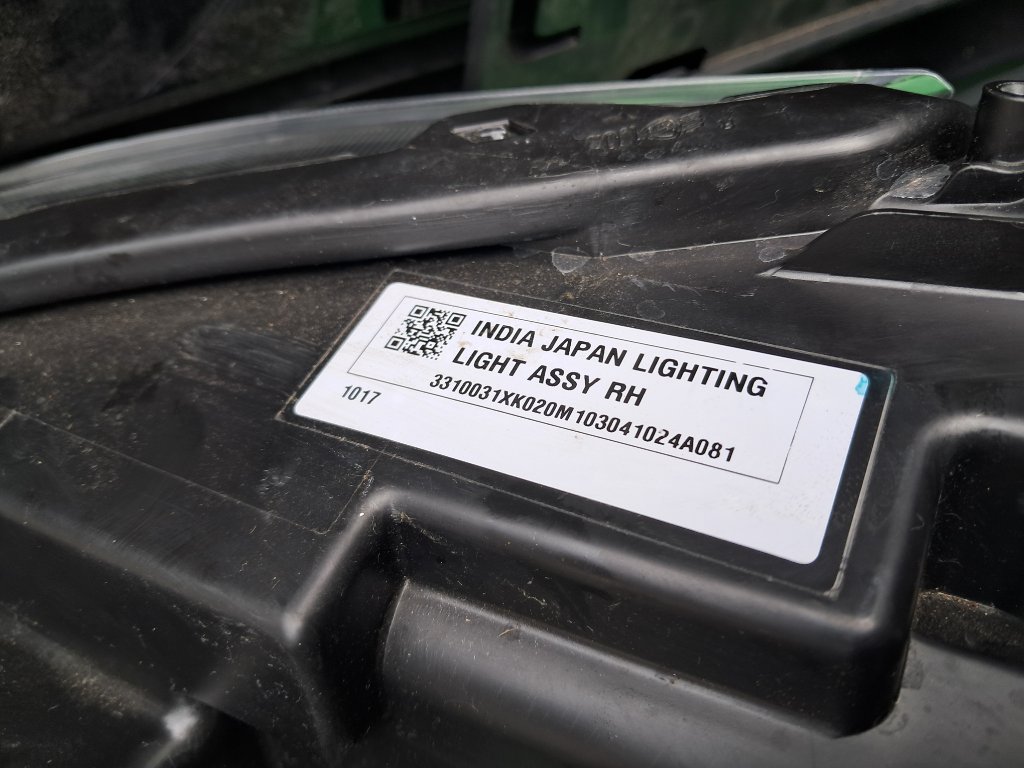 INDIA JAPAN LIGHTING
LIGHT ASSY RH
3310031XK020M103041024A081
1017